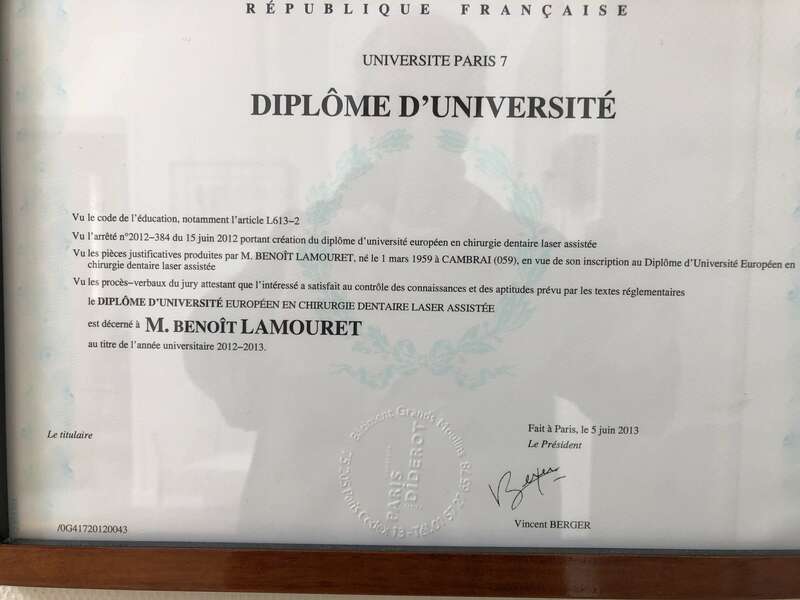 RÉPUBLIQUE FRANÇAISE
UNIVERSITE PARIS 7
DIPLÔME D'UNIVERSITÉ
Vu le code de l'éducation, notamment l'article L613-2
Vu l'arrêté n°2012-384 du 15 juin 2012 portant création du diplôme d'université européen en chirurgie dentaire laser assistée
Vu les pièces justificatives produites par M. BENOÎT LAMOURET, né le 1 mars 1959 à CAMBRAI (059), en vue de son inscription au Diplôme d'Université Européen en
chirurgie dentaire laser assistée
Vu les procès-verbaux du jury attestant que l'intéressé a satisfait au contrôle des connaissances et des aptitudes prévu par les textes réglementaires
le DIPLÔME D'UNIVERSITÉ EUROPÉEN EN CHIRURGIE DENTAIRE LASER ASSISTÉE
est décerné à M. BENOÎT LAMOURET
au titre de l'année universitaire 2012-2013.
Le titulaire
Fait à Paris, le 5 juin 2013
Le Président
Bâtiment Grands Moulins
PARIS
DIDEROT
Berger
Vincent BERGER
/0G41720120043